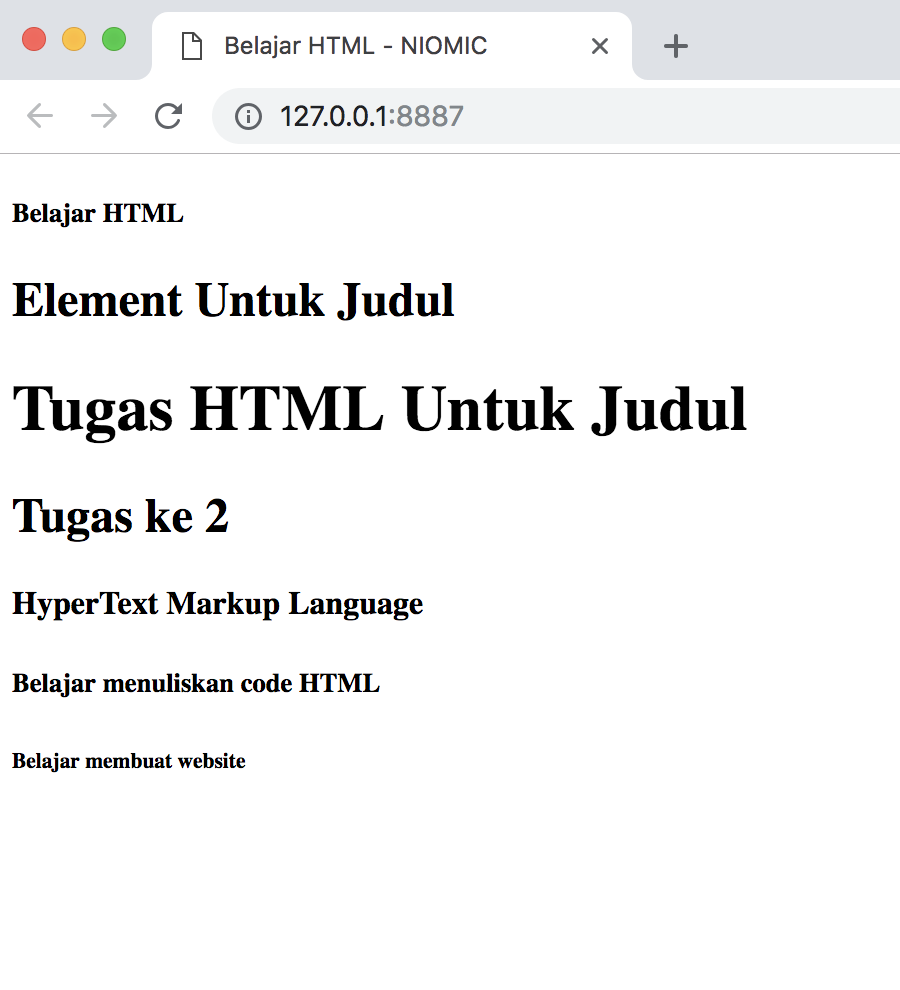 Belajar HTML - NIOMIC
127.0.0.1:8887
Belajar HTML
Element Untuk Judul
Tugas HTML Untuk Judul
Tugas ke 2
HyperText Markup Language
Belajar menuliskan code HTML
Belajar membuat website